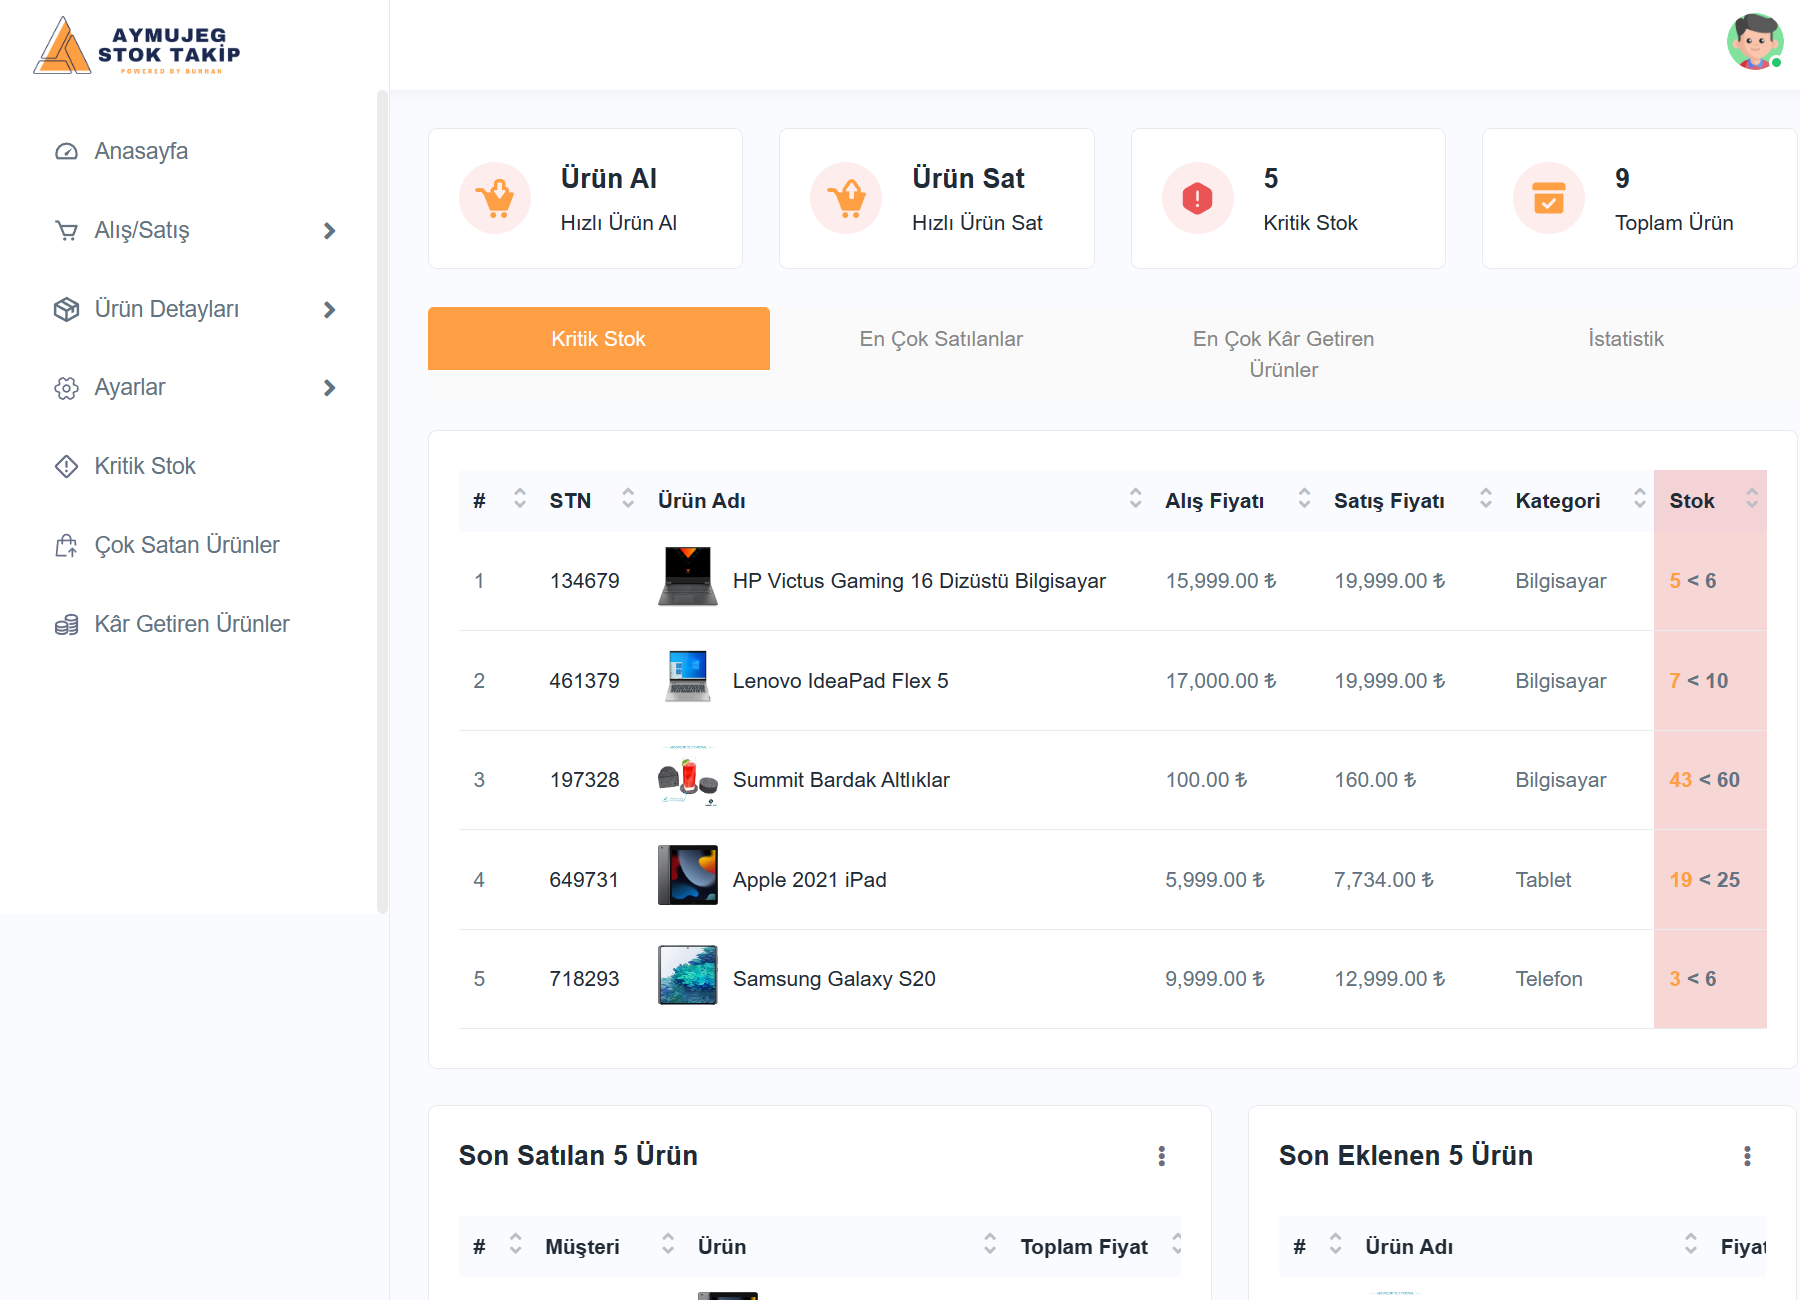 AYMUJEG
STOK TAKİP
POWERED BY BURHAN
Anasayfa
Alış/Satış
Ürün Detayları
Ayarlar
Kritik Stok
Çok Satan Ürünler
Kâr Getiren Ürünler
Ürün Al
Hızlı Ürün Al
Ürün Sat
Hızlı Ürün Sat
5
Kritik Stok
9
Toplam Ürün
Kritik Stok
En Çok Satılanlar
En Çok Kâr Getiren
Ürünler
İstatistik
# STN Ürün Adı Alış Fiyatı Satış Fiyatı Kategori Stok
1 134679 HP Victus Gaming 16 Dizüstü Bilgisayar 15,999.00 ₺ 19,999.00 ₺ Bilgisayar 5 < 6
2 461379 Lenovo IdeaPad Flex 5 17,000.00 ₺ 19,999.00 ₺ Bilgisayar 7 < 10
3 197328 Summit Bardak Altlıklar 100.00 ₺ 160.00 ₺ Bilgisayar 43 < 60
4 649731 Apple 2021 iPad 5,999.00 ₺ 7,734.00 ₺ Tablet 19 < 25
5 718293 Samsung Galaxy S20 9,999.00 ₺ 12,999.00 ₺ Telefon 3 < 6
Son Satılan 5 Ürün
# Müşteri Ürün Toplam Fiyat
Son Eklenen 5 Ürün
# Ürün Adı Fiyat